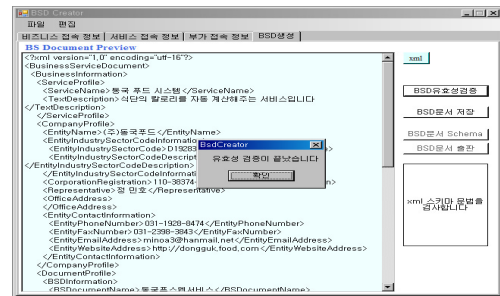 BSD Creator
파일 편집
비즈니스 접속 정보 서비스 접속 정보 부가 접속 정보 BSD생성
BS Document Preview
<?xml version="1.0" encoding="utf-16"?>
<BusinessServiceDocument>
<BusinessInformation>
<ServiceProfile>
<ServiceName>동국 푸드 시스템</ServiceName>
<TextDescription>식단의 칼로리를 자동 계산해주는 서비스입니다
</TextDescription>
</ServiceProfile>
<CompanyProfile>
<EntityName>(주)동국푸드</EntityName>
<EntityIndustrySectorCodeInformation>
<EntityIndustrySectorCode>D19283
<EntityIndustrySectorCodeDescript
</EntityIndustrySectorCodeDescription>
</EntityIndustrySectorCodeInformation>
<CorporationRegistration>110-38374
<Representative>정 민호</Representative>
<OfficeAddress>
</OfficeAddress>
<EntityContactInformation>
<EntityPhoneNumber>031-1928-8474</EntityPhoneNumber>
<EntityFaxNumber>031-2398-3843</EntityFaxNumber>
<EntityEmailAddress>minoa3@hanmail.net</EntityEmailAddress>
<EntityWebsiteAddress>http://dongguk_food.com</EntityWebsiteAddress>
</EntityContactInformation>
</CompanyProfile>
<DocumentProfile>
<BSDInformation>
<BSDocumentName>동국푸스웹서비스</BSDocumentName>
BsdCreator
유효성 검증이 끝났습니다
확인
xml
BSD유효성검증
BSD문서 저장
BSD문서 Schema
BSD문서 출판
xml 스키마 문법을
검사합니다